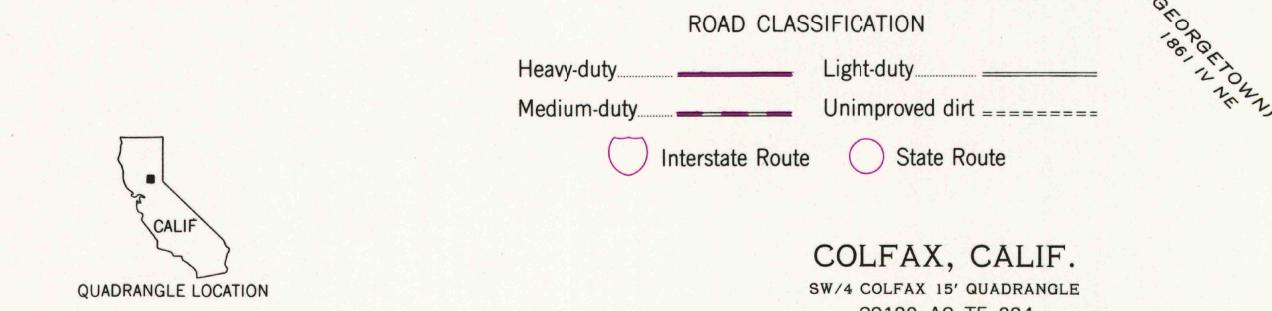 ROAD CLASSIFICATION
Heavy-duty Light-duty
Medium-duty Unimproved dirt
Interstate Route State Route
GEORGETOWN)
1861 IV NE
CALIF
QUADRANGLE LOCATION
COLFAX, CALIF.
SW/4 COLFAX 15' QUADRANGLE